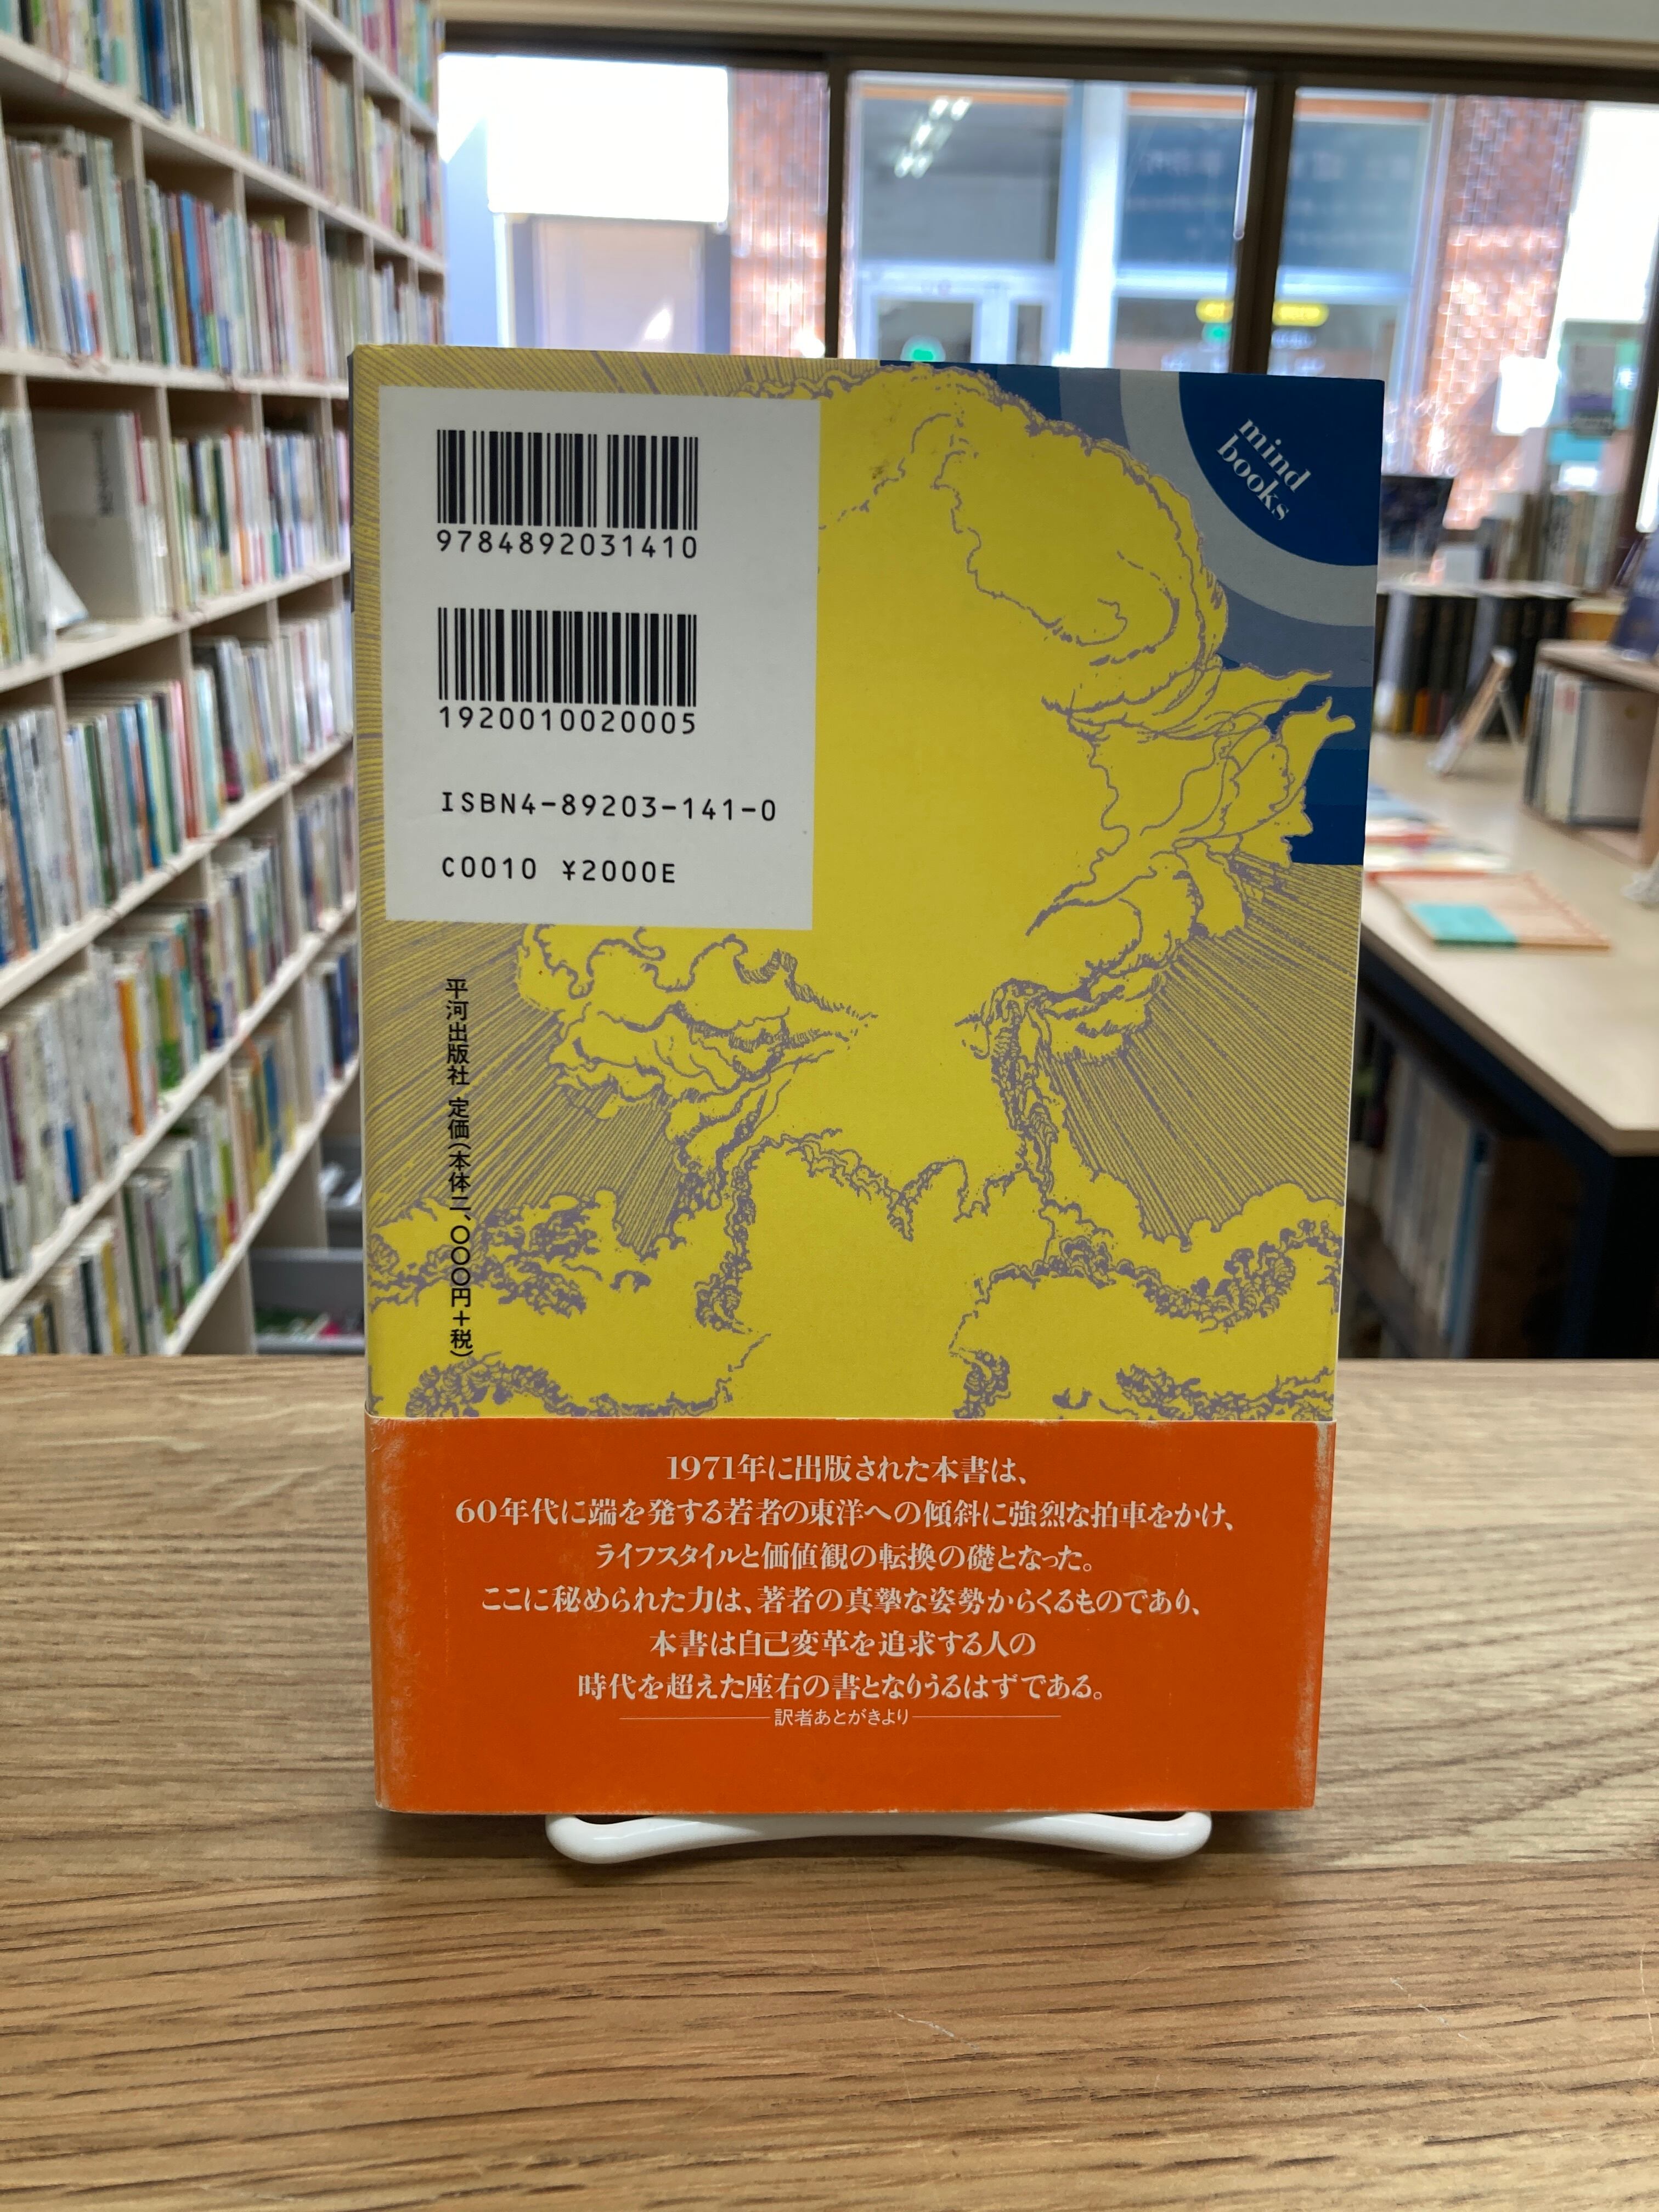 mind
books
9784892031410
1920010020005
ISBN4-89203-141-0
C0010 ¥2000E
平河出版社 定価(本体二、〇〇〇円+税)
1971年に出版された本書は、
60年代に端を発する若者の東洋への傾斜に強烈な拍車をかけ、
ライフスタイルと価値観の転換の礎となった。
ここに秘められた力は、著者の真摯な姿勢からくるものであり、
本書は自己変革を追求する人の
時代を超えた座右の書となりうるはずである。
訳者あとがきより